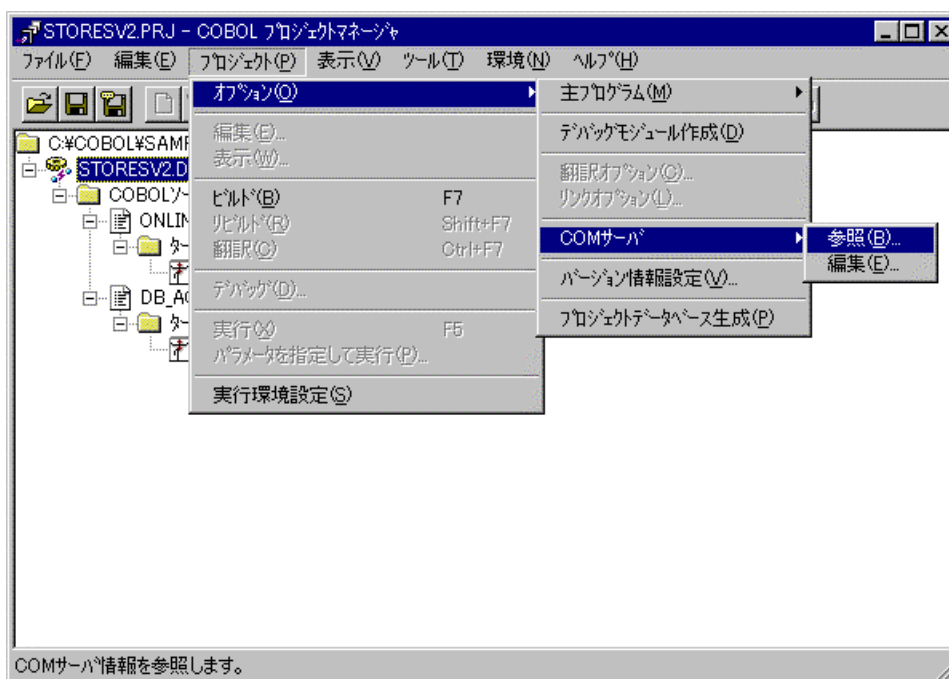 STORESV2.PRJ - COBOL ﾌﾟﾛｼﾞｪｸﾄﾏﾈｰｼﾞｬ
ﾌｧｲﾙ(F) 編集(E) ﾌﾟﾛｼﾞｪｸﾄ(P) 表示(V) ﾂｰﾙ(T) 環境(N) ﾍﾙﾌﾟ(H)
C:¥COBOL¥SAMP
STORESV2.D
COBOLｿｰ
ONLIN
ﾀｰ
DB_AC
ﾀｰ
ｵﾌﾟｼｮﾝ(O)
編集(E)...
表示(W)...
ﾋﾞﾙﾄﾞ(B) F7
ﾘﾋﾞﾙﾄﾞ(R) Shift+F7
翻訳(C) Ctrl+F7
ﾃﾞﾊﾞｯｸﾞ(D)...
実行(X) F5
ﾊﾟﾗﾒｰﾀを指定して実行(P)...
実行環境設定(S)
主ﾌﾟﾛｸﾞﾗﾑ(M)
ﾃﾞﾊﾞｯｸﾞﾓｼﾞｭｰﾙ作成(D)
翻訳ｵﾌﾟｼｮﾝ(C)...
ﾘﾝｸｵﾌﾟｼｮﾝ(L)...
COMｻｰﾊﾞ
ﾊﾞｰｼﾞｮﾝ情報設定(V)...
ﾌﾟﾛｼﾞｪｸﾄﾃﾞｰﾀﾍﾞｰｽ生成(P)
参照(B)...
編集(E)...
COMｻｰﾊﾞ情報を参照します。